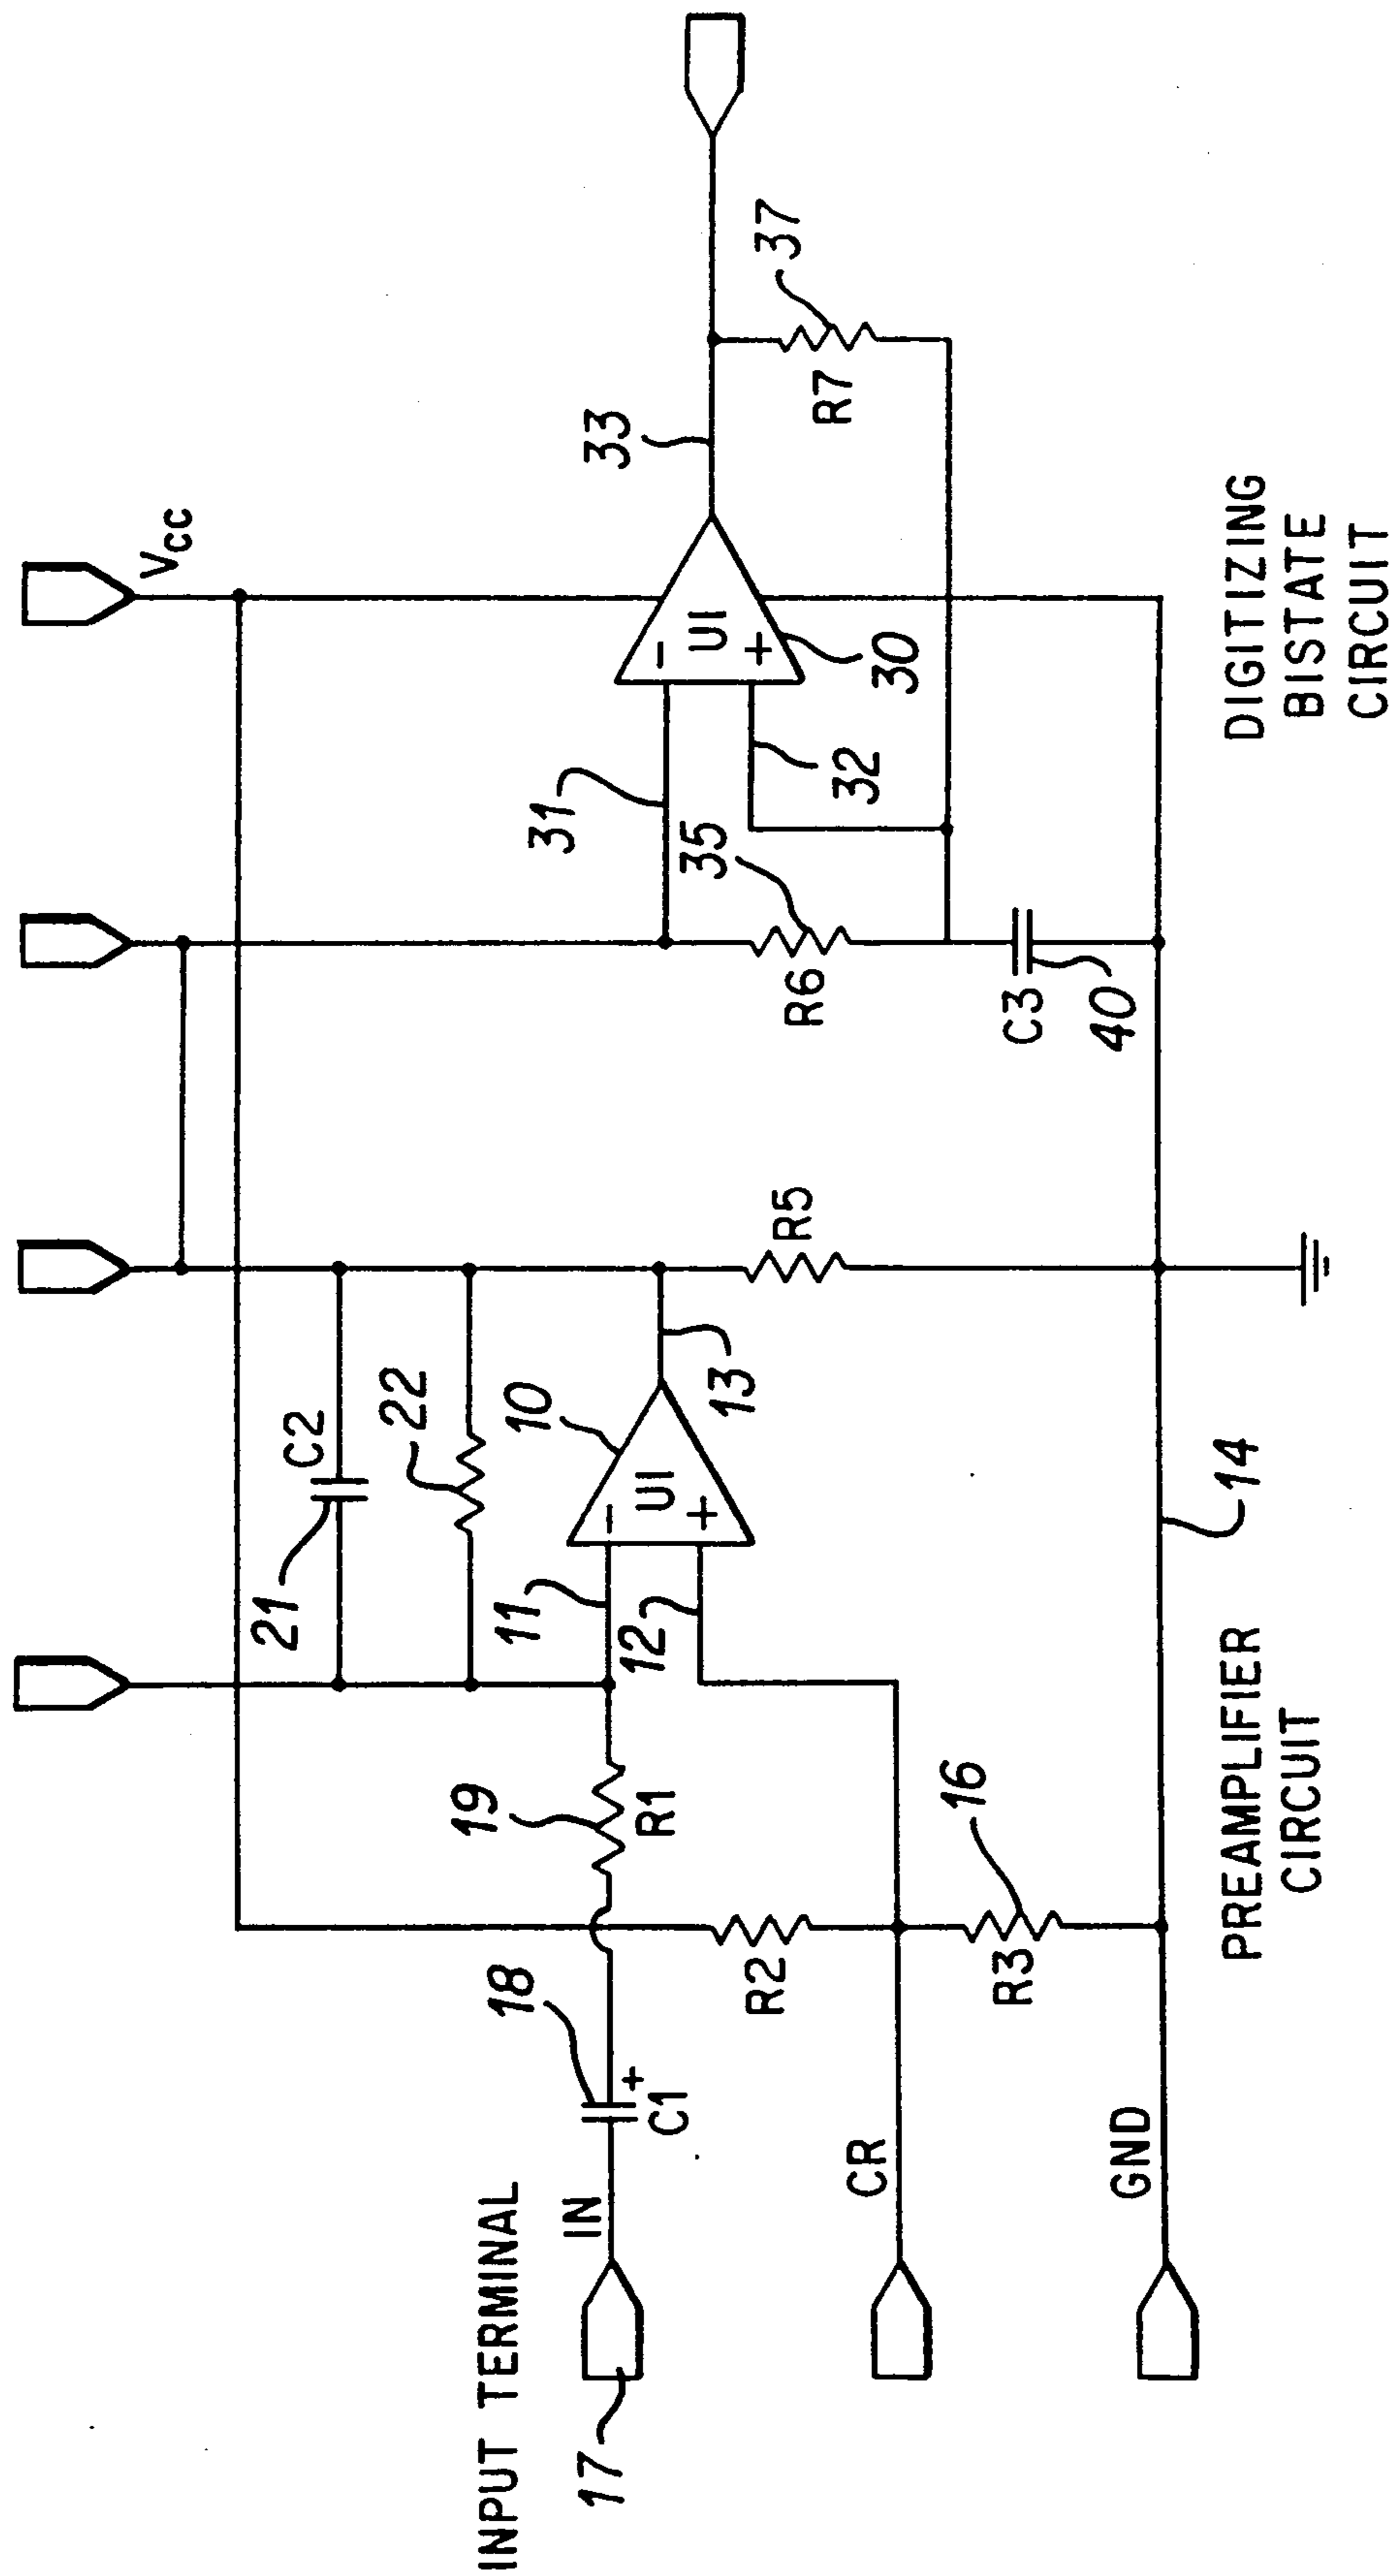 VCC
21
C2
22
33
37
INPUT TERMINAL
IN
18
19
11
10
31
17
+
C1
R1
12
-
UI
+
13
35
-
UI
+
32
30
R7
CR
R2
R5
R6
16
R3
C3
40
GND
14
PREAMPLIFIER
CIRCUIT
DIGITIZING
BISTATE
CIRCUIT